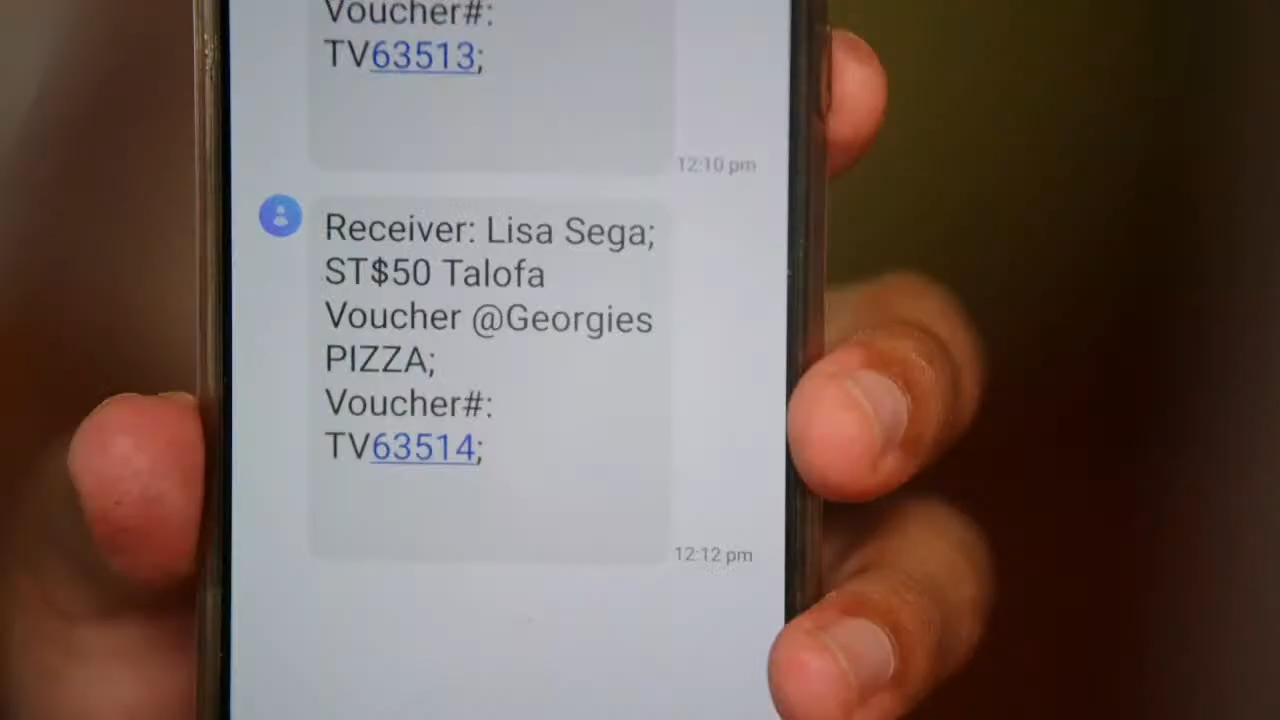 Voucher#:
TV63513;
12:10 pm
Receiver: Lisa Sega;
ST$50 Talofa
Voucher @Georgies
PIZZA;
Voucher#:
TV63514;
12:12 pm